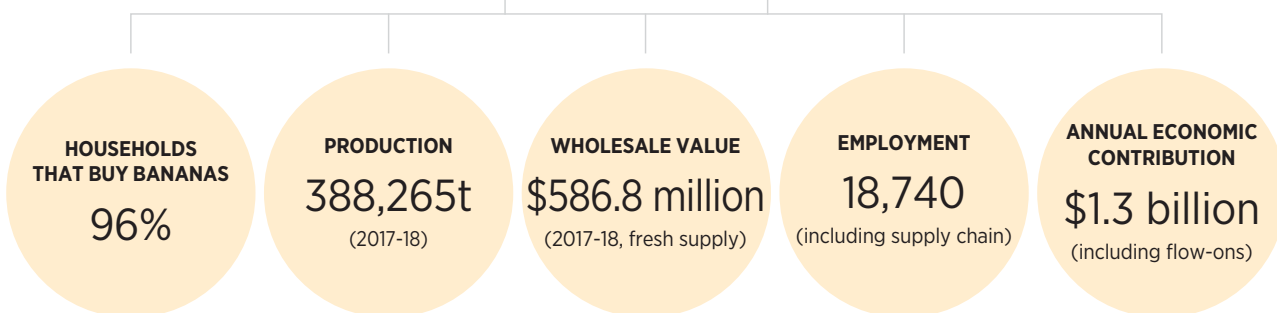 HOUSEHOLDS
THAT BUY BANANAS
96%
PRODUCTION
388,265t
(2017-18)
WHOLESALE VALUE
$586.8 million
(2017-18, fresh supply)
EMPLOYMENT
18,740
(including supply chain)
ANNUAL ECONOMIC
CONTRIBUTION
$1.3 billion
(including flow-ons)